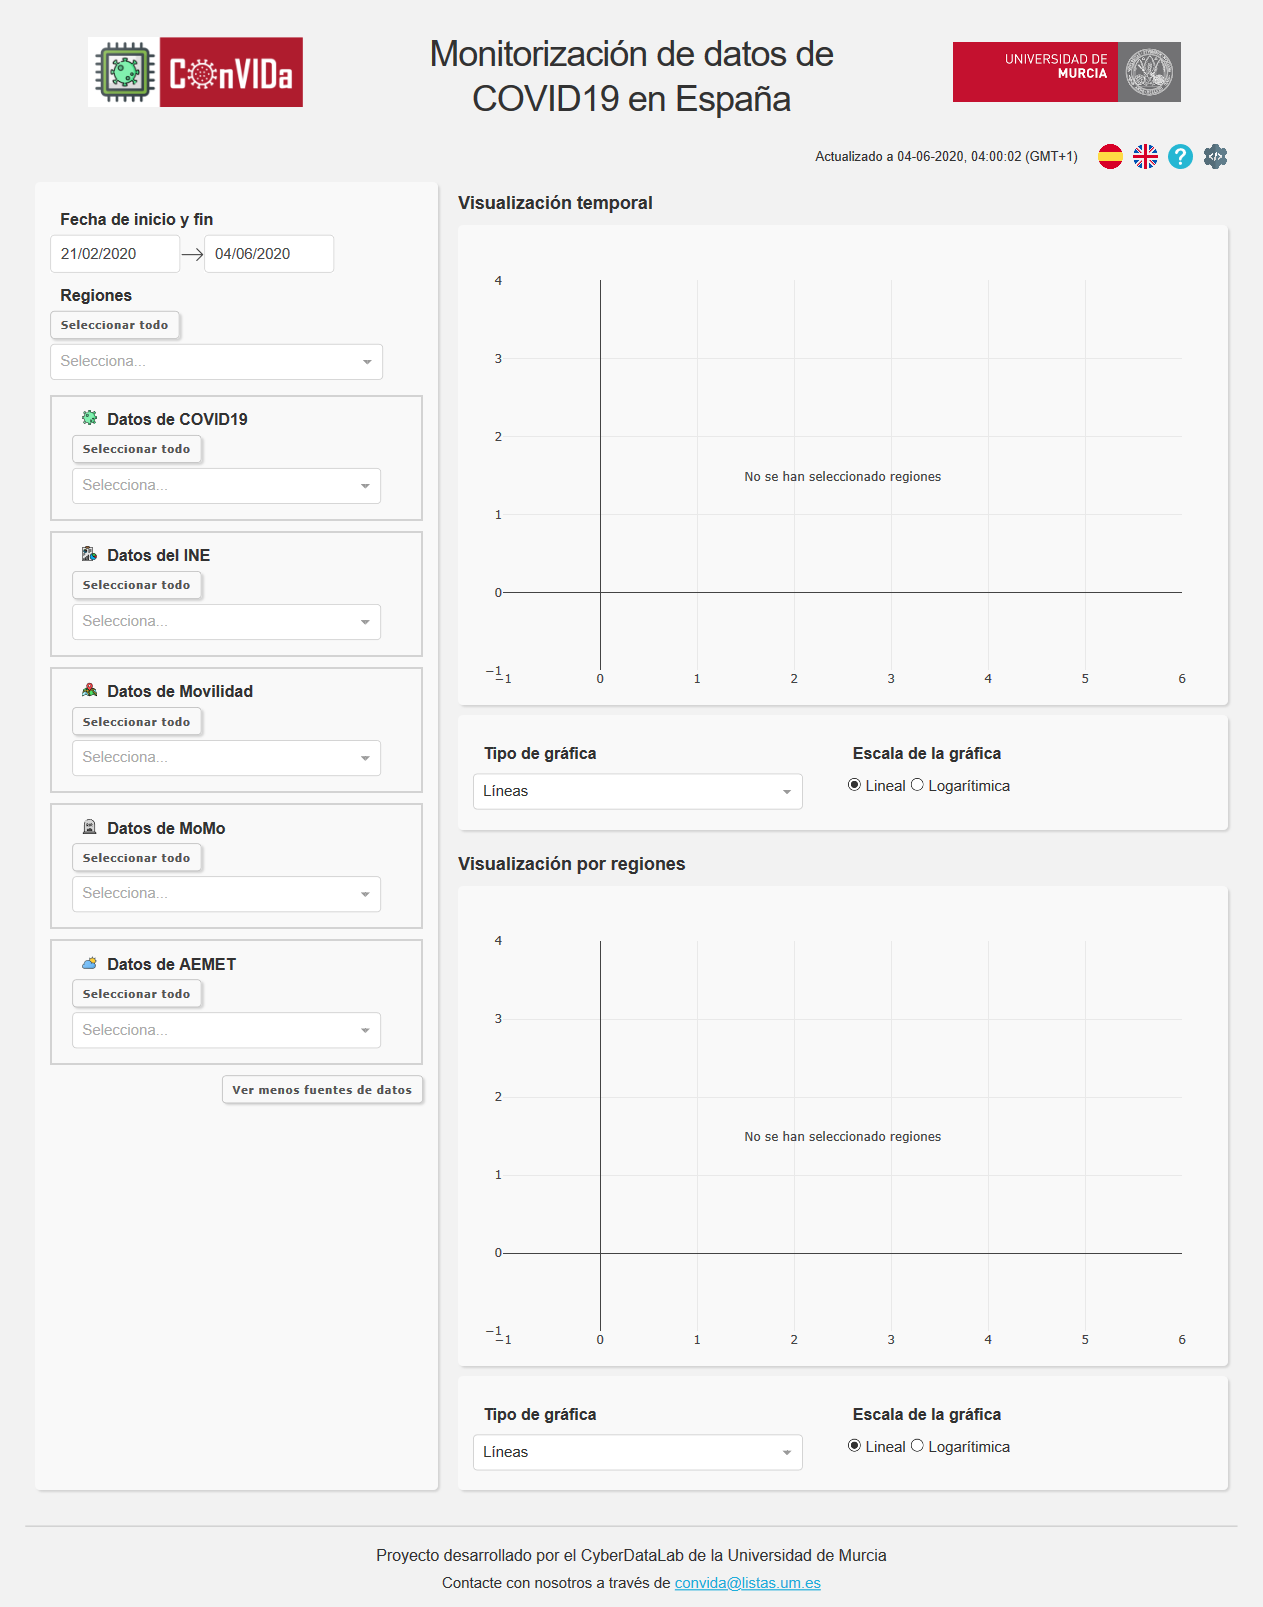 ConVIDa
Monitorización de datos de
COVID19 en España
UNIVERSIDAD DE
MURCIA
Actualizado a 04-06-2020, 04:00:02 (GMT+1)
?
</>
Fecha de inicio y fin
21/02/2020
04/06/2020
Regiones
Seleccionar todo
Selecciona...
Datos de COVID19
Seleccionar todo
Selecciona...
Datos del INE
Seleccionar todo
Selecciona...
Datos de Movilidad
Seleccionar todo
Selecciona...
Datos de MoMo
Seleccionar todo
Selecciona...
Datos de AEMET
Seleccionar todo
Selecciona...
Ver menos fuentes de datos
Visualización temporal
4
3
2
1
0
−1
No se han seleccionado regiones
−1 0 1 2 3 4 5 6
Tipo de gráfica
Líneas
Escala de la gráfica
Lineal Logarítimica
Visualización por regiones
4
3
2
1
0
−1
No se han seleccionado regiones
−1 0 1 2 3 4 5 6
Tipo de gráfica
Líneas
Escala de la gráfica
Lineal Logarítimica
Proyecto desarrollado por el CyberDataLab de la Universidad de Murcia
Contacte con nosotros a través de convida@listas.um.es